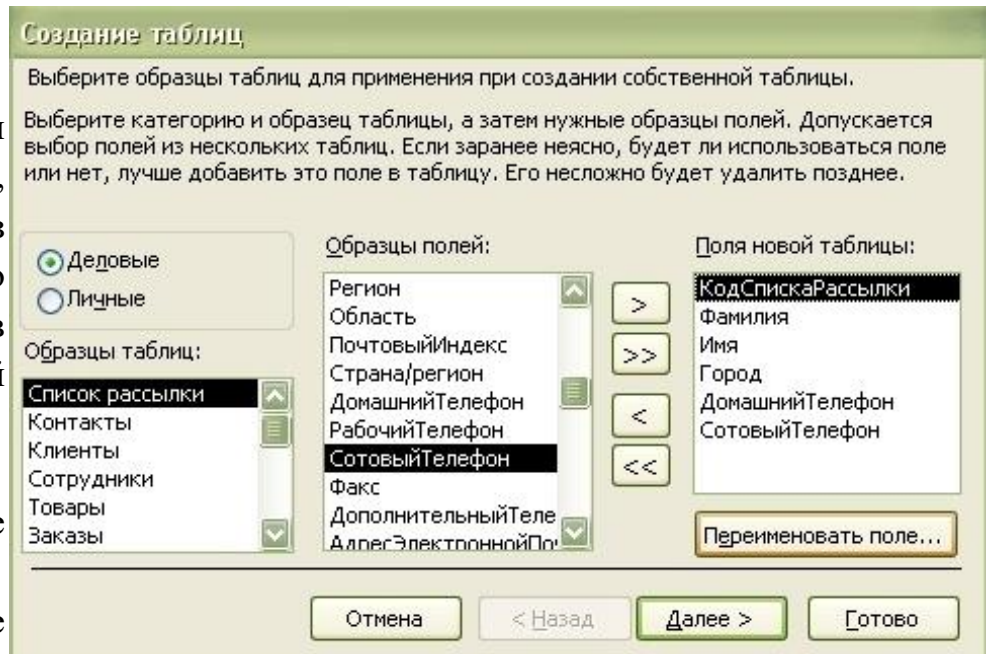 Создание таблиц
Выберите образцы таблиц для применения при создании собственной таблицы.
Выберите категорию и образец таблицы, а затем нужные образцы полей. Допускается
выбор полей из нескольких таблиц. Если заранее неясно, будет ли использоваться поле
или нет, лучше добавить это поле в таблицу. Его несложно будет удалить позднее.
Деловые
Личные
Образцы таблиц:
Список рассылки
Контакты
Клиенты
Сотрудники
Товары
Заказы
Образцы полей:
Регион
Область
ПочтовыйИндекс
Страна/регион
ДомашнийТелефон
РабочийТелефон
СотовыйТелефон
Факс
ДополнительныйТеле
АдресЭлектроннойПо
>
>>
<
<<
Поля новой таблицы:
КодСпискаРассылки
Фамилия
Имя
Город
ДомашнийТелефон
СотовыйТелефон
Переименовать поле...
Отмена
< Назад
Далее >
Готово